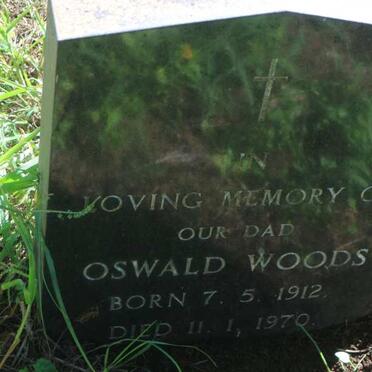 IN
LOVING MEMORY O
OUR DAD
OSWALD WOODS
BORN 7. 5. 1912.
DIED 11. 1, 1970.